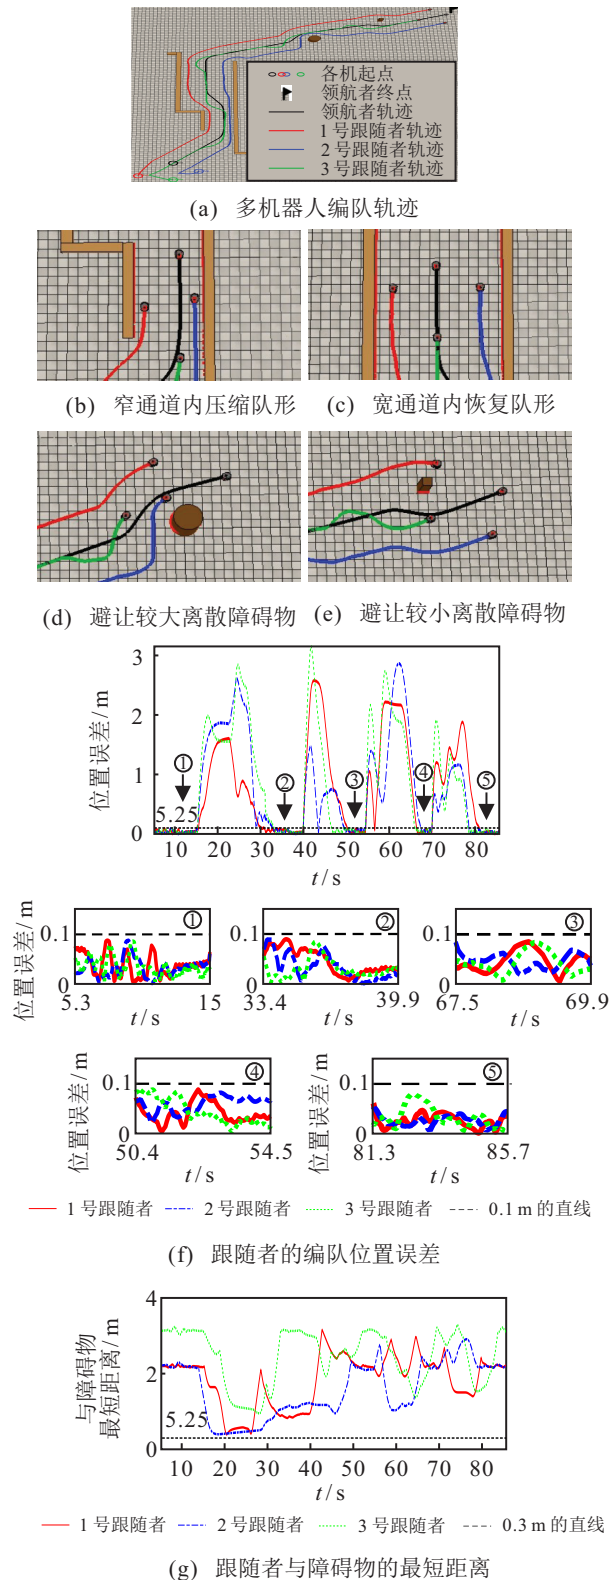 各机起点
领航者终点
领航者轨迹
1号跟随者轨迹
2号跟随者轨迹
3号跟随者轨迹
(a) 多机器人编队轨迹
(b) 窄通道内压缩队形
(c) 宽通道内恢复队形
(d) 避让较大离散障碍物
(e) 避让较小离散障碍物
位置误差/m
3
2
1
0
5.25
① ② ③ ④ ⑤
10 20 30 40 50 60 70 80
t/s
位置误差/m
0.1
0
①
5.3 15
t/s
位置误差/m
0.1
0
②
33.4 39.9
t/s
位置误差/m
0.1
0
③
67.5 69.9
t/s
位置误差/m
0.1
0
④
50.4 54.5
t/s
位置误差/m
0.1
0
⑤
81.3 85.7
t/s
1号跟随者 2号跟随者 3号跟随者 0.1 m的直线
(f) 跟随者的编队位置误差
与障碍物
最短距离/m
4
2
0
5.25
10 20 30 40 50 60 70 80
t/s
1号跟随者 2号跟随者 3号跟随者 0.3 m的直线
(g) 跟随者与障碍物的最短距离